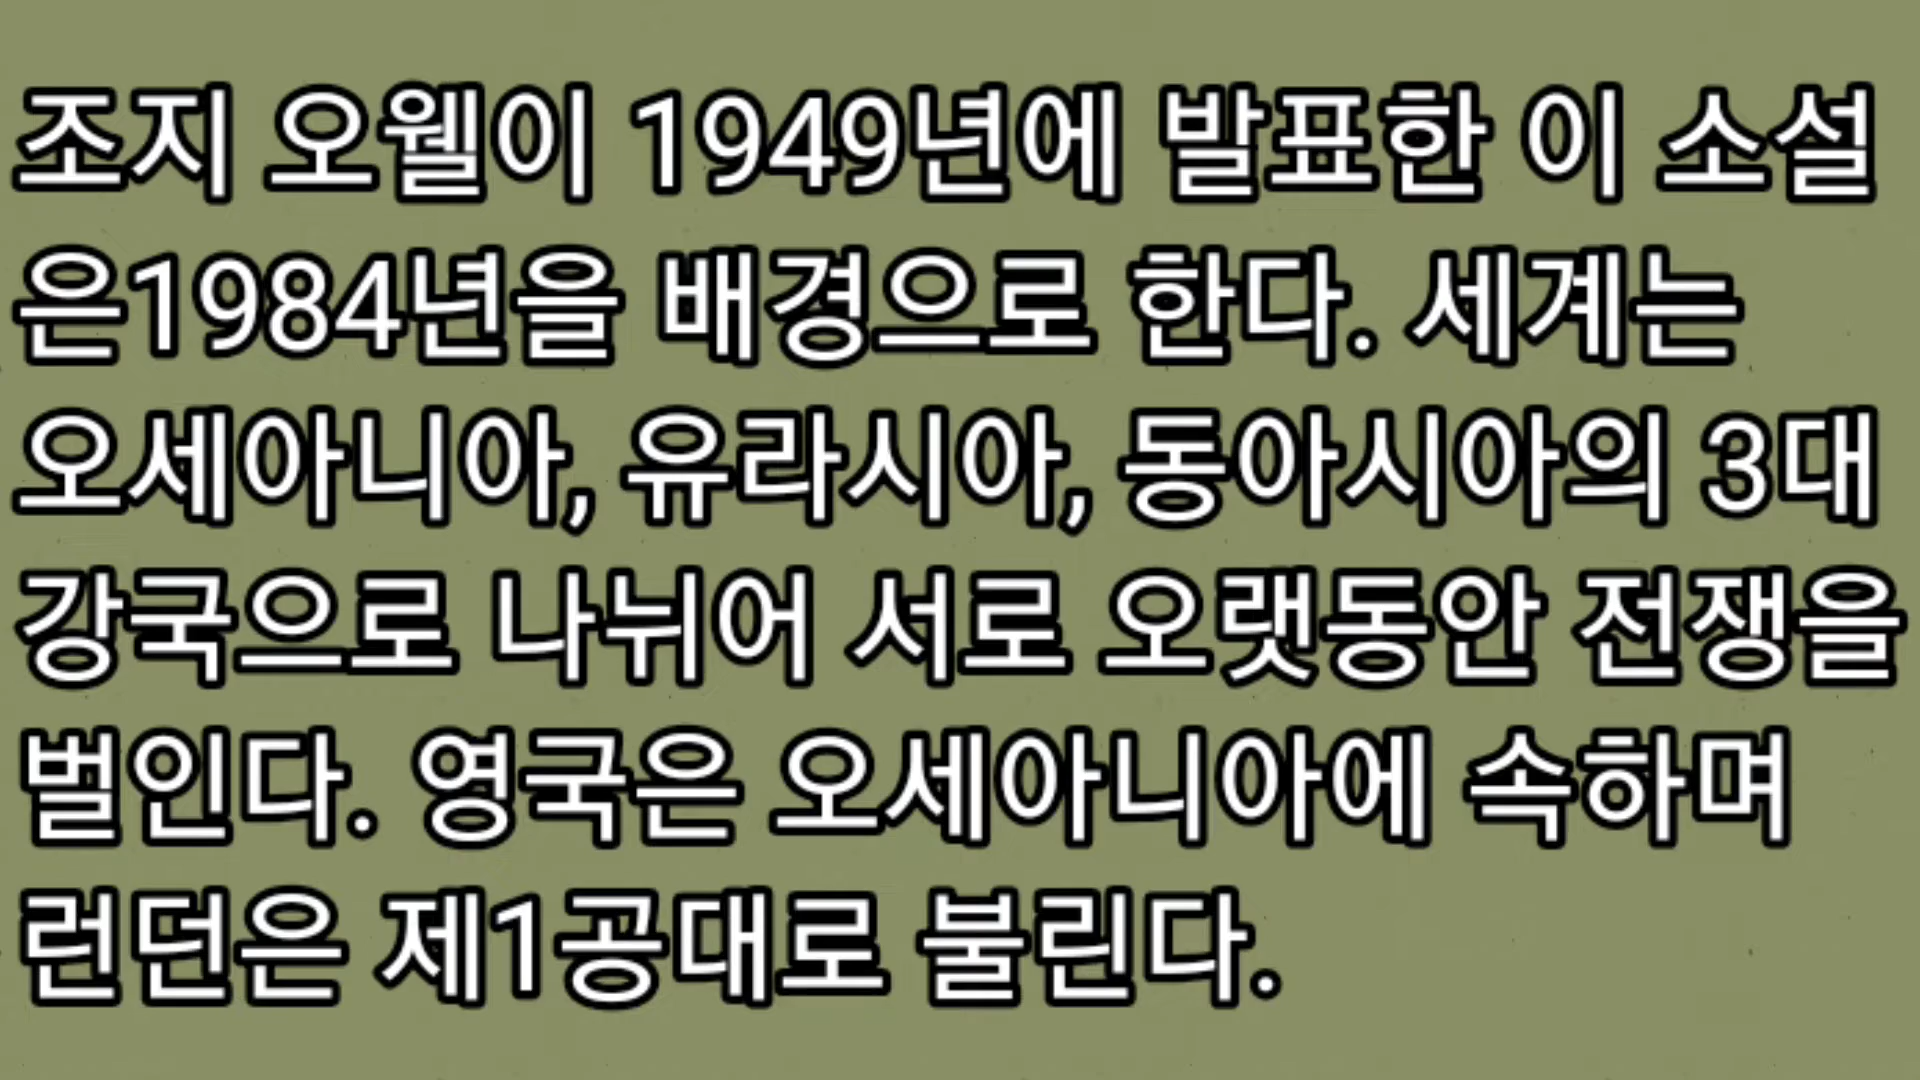 조지 오웰이 1949년에 발표한 이 소설
은1984년을 배경으로 한다. 세계는
오세아니아, 유라시아, 동아시아의 3대
강국으로 나뉘어 서로 오랫동안 전쟁을
벌인다. 영국은 오세아니아에 속하며
런던은 제1공대로 불린다.